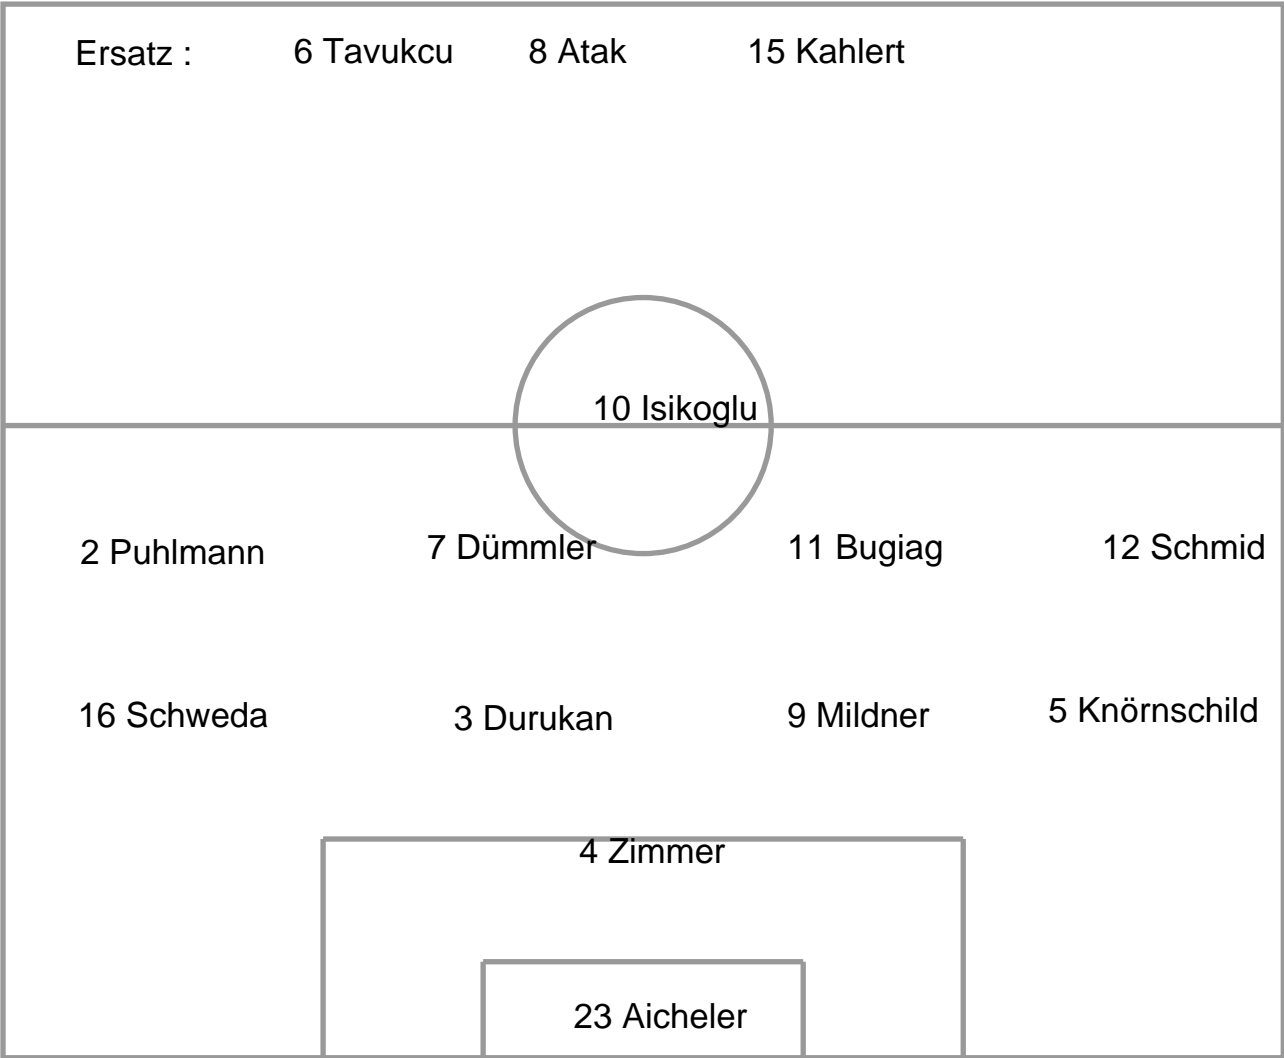 Ersatz : 6 Tavukcu 8 Atak 15 Kahlert
10 Isikoglu
2 Puhlmann 7 Dümmler 11 Bugiag 12 Schmid
16 Schweda 3 Durukan 9 Mildner 5 Knörnschild
4 Zimmer
23 Aicheler